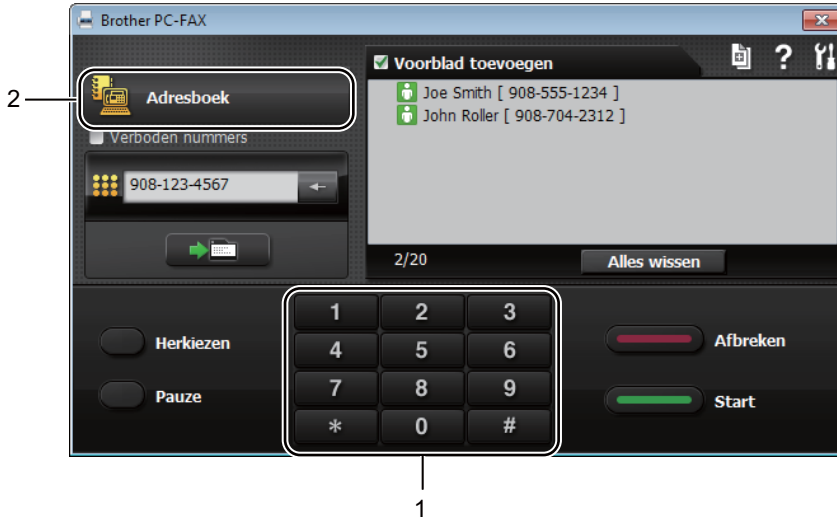 Brother PC-FAX
2
Adresboek
Verboden nummers
908-123-4567
Voorblad toevoegen
?
Joe Smith [ 908-555-1234 ]
John Roller [ 908-704-2312 ]
2/20
Alles wissen
Herkiezen
Pauze
1 2 3
4 5 6
7 8 9
* 0 #
Afbreken
Start
1